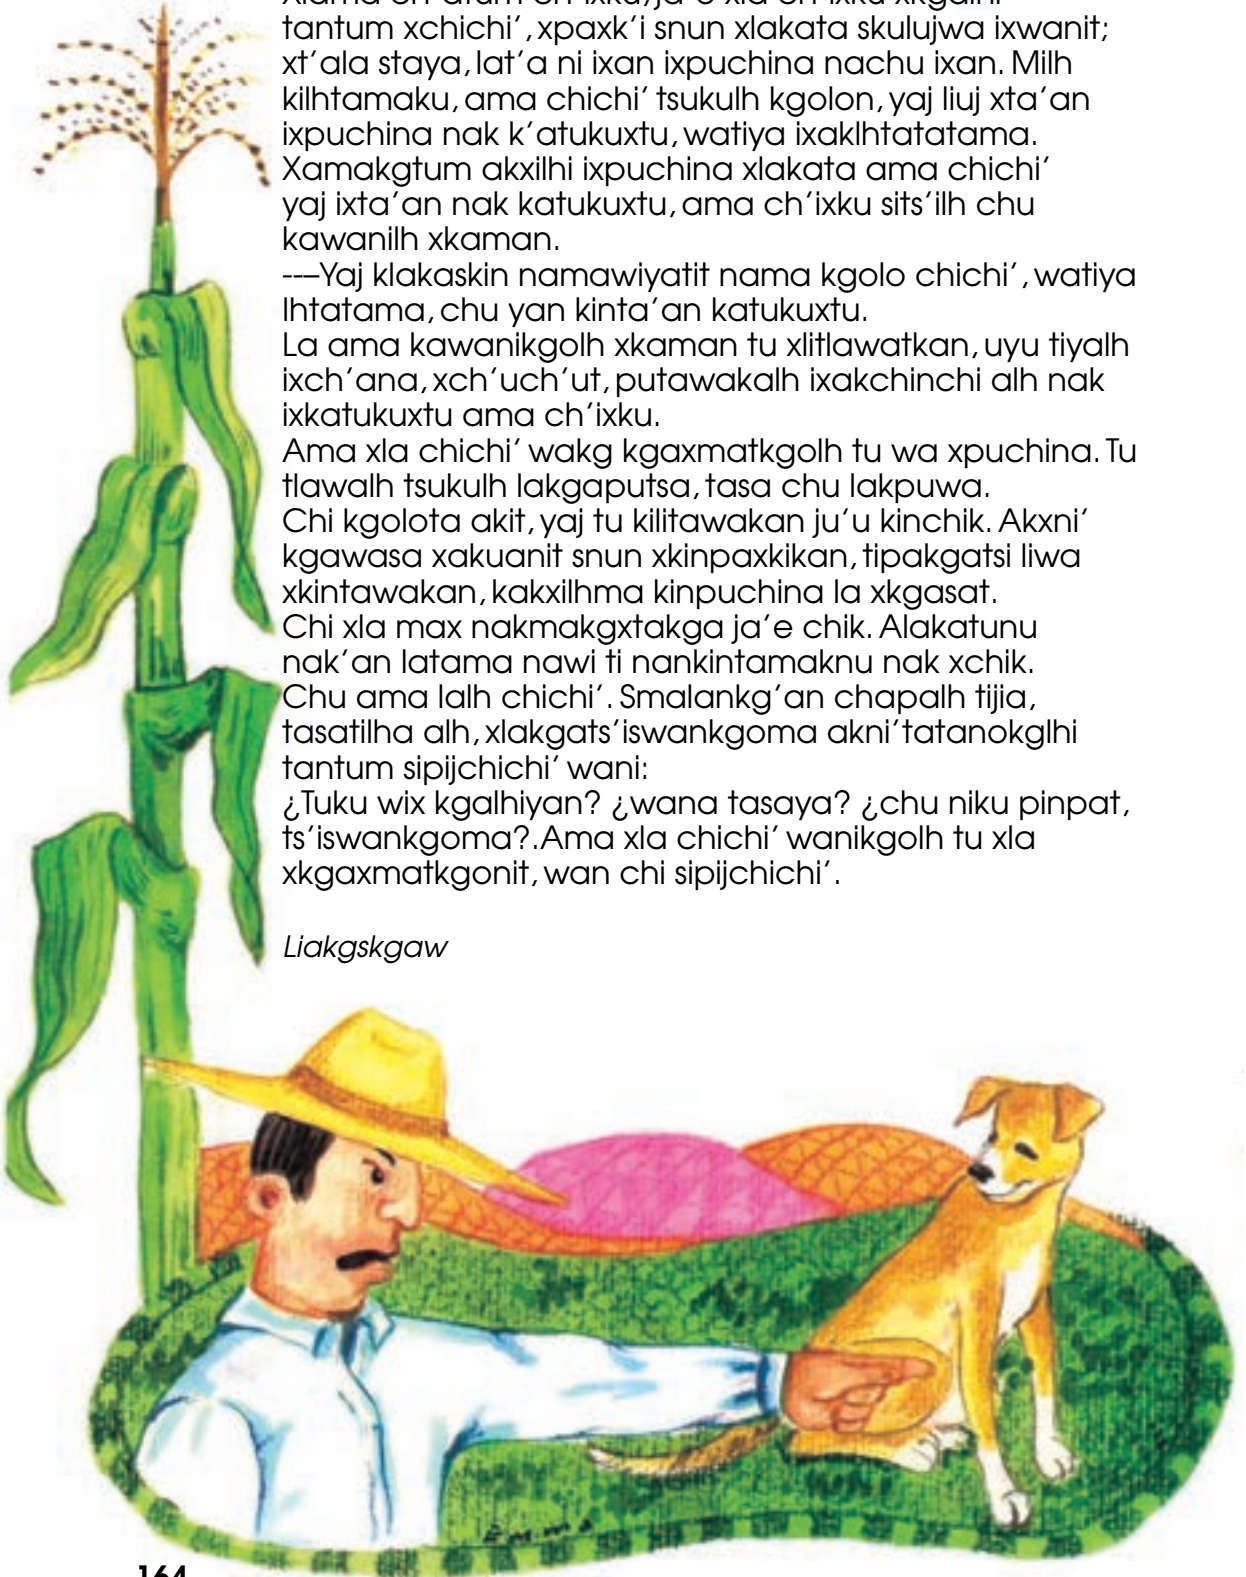 tantum xchichi’, xpaxk’i snun xlakata skulujwa ixwanit;
xt’ala staya, lat’a ni ixan ixpuchina nachu ixan. Milh
kilhtamaku, ama chichi’ tsukulh kgolon, yaj liuj xta’an
ixpuchina nak k’atukuxtu, watiya ixaklhtatatama.
Xamakgtum akxilhi ixpuchina xlakata ama chichi’
yaj ixta’an nak katukuxtu, ama ch’ixku sits’ilh chu
kawanilh xkaman.
---–Yaj klakaskin namawiyatit nama kgolo chichi’, watiya
lhtatama, chu yan kinta’an katukuxtu.
La ama kawanikgolh xkaman tu xlitlawatkan, uyu tiyalh
ixch’ana, xch’uch’ut, putawakalh ixakchinchi alh nak
ixkatukuxtu ama ch’ixku.
Ama xla chichi’ wakg kgaxmatkgolh tu wa xpuchina. Tu
tlawalh tsukulh lakgaputsa, tasa chu lakpuwa.
Chi kgolota akit, yaj tu kilitawakan ju’u kinchik. Akxni’
kgawasa xakuanit snun xkinpaxkikan, tipakgatsi liwa
xkintawakan, kakxilhma kinpuchina la xkgasat.
Chi xla max nakmakgxtakga ja’e chik. Alakatunu
nak’an latama nawi ti nankintamaknu nak xchik.
Chu ama lalh chichi’. Smalankg’an chapalh tijia,
tasatilha alh, xlakgats’iswankgoma akni’tatanokglhi
tantum sipijchichi’ wani:
¿Tuku wix kgalhiyan? ¿wana tasaya? ¿chu niku pinpat,
ts’iswankgoma?.Ama xla chichi’ wanikgolh tu xla
xkgaxmatkgonit, wan chi sipijchichi’.
Liakgskgaw
164